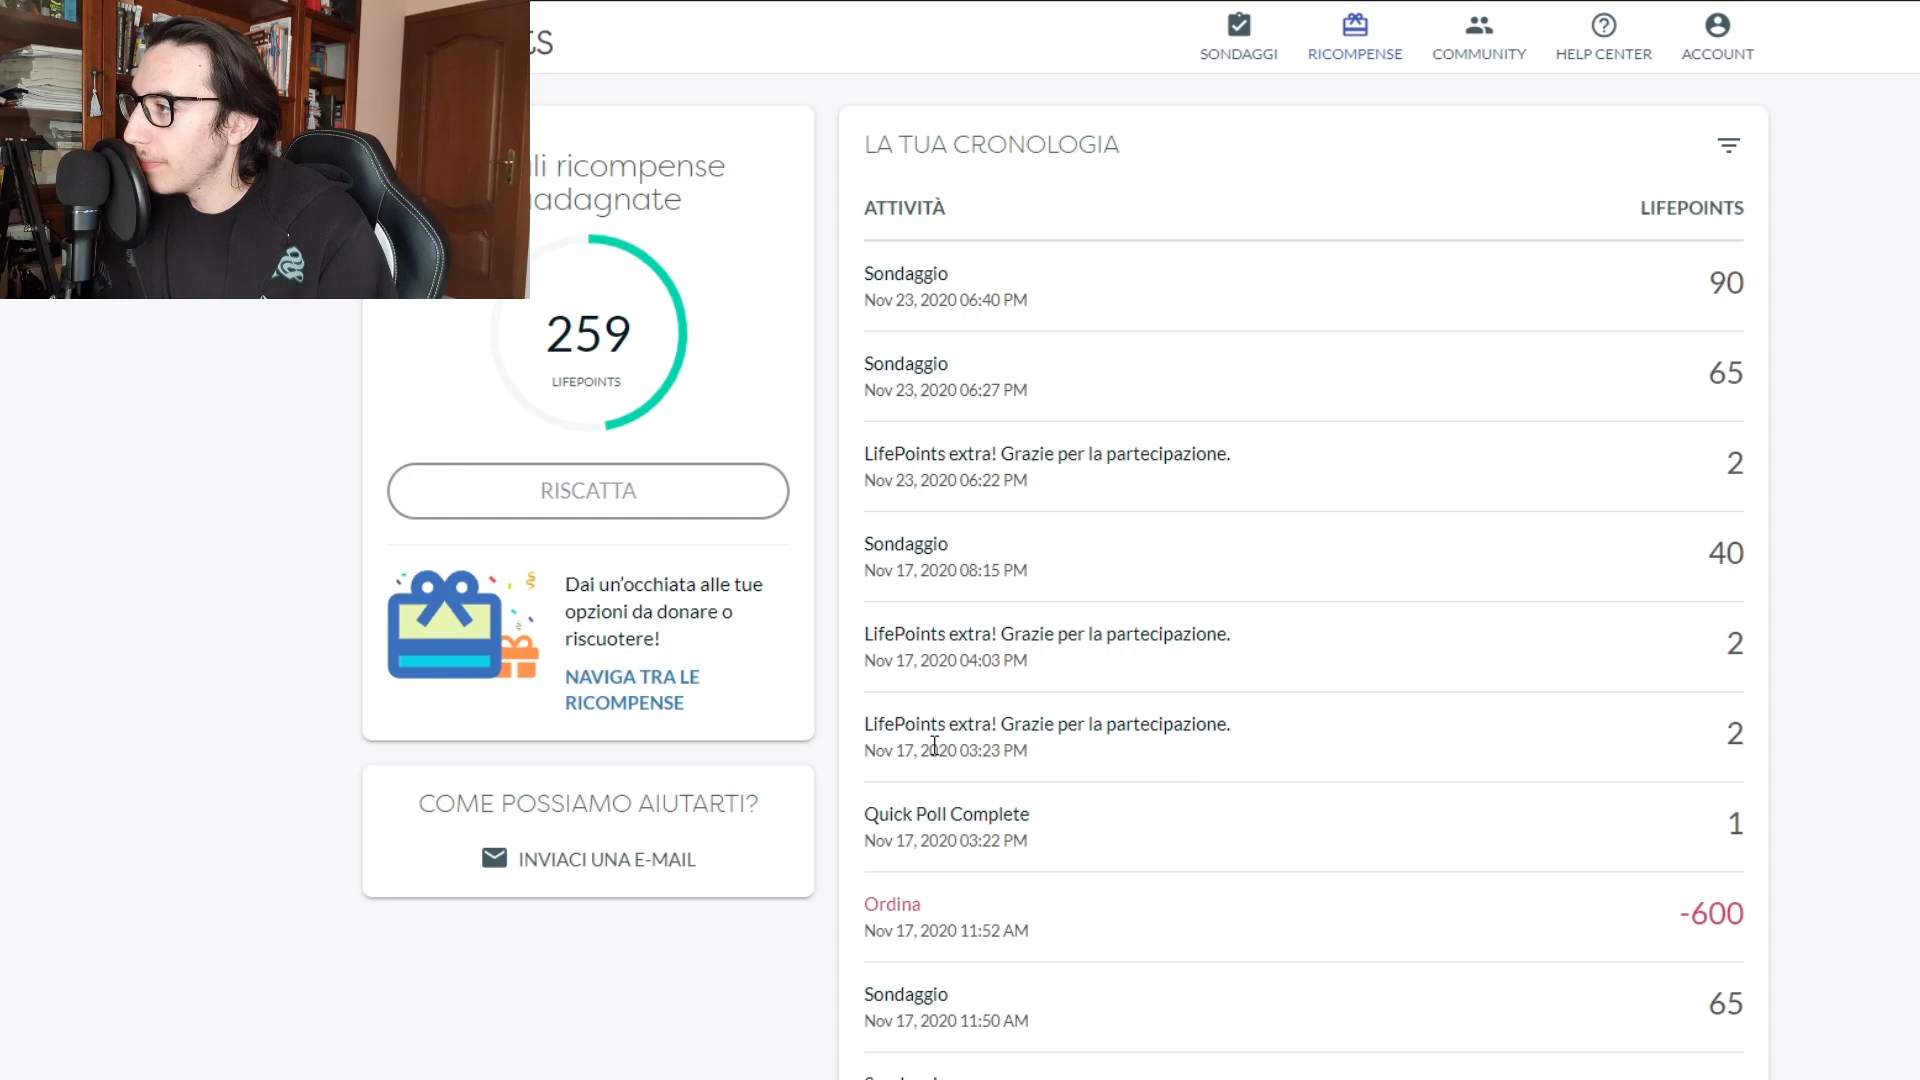 ts
SONDAGGI
RICOMPENSE
COMMUNITY
HELP CENTER
ACCOUNT
li ricompense
adagnate
259
LIFEPOINTS
RISCATTA
Dai un'occhiata alle tue
opzioni da donare o
riscuotere!
NAVIGA TRA LE
RICOMPENSE
COME POSSIAMO AIUTARTI?
INVIACI UNA E-MAIL
LA TUA CRONOLOGIA
ATTIVITÀ LIFEPOINTS
Sondaggio
Nov 23, 2020 06:40 PM
90
Sondaggio
Nov 23, 2020 06:27 PM
65
LifePoints extra! Grazie per la partecipazione.
Nov 23, 2020 06:22 PM
2
Sondaggio
Nov 17, 2020 08:15 PM
40
LifePoints extra! Grazie per la partecipazione.
Nov 17, 2020 04:03 PM
2
LifePoints extra! Grazie per la partecipazione.
Nov 17, 2020 03:23 PM
2
Quick Poll Complete
Nov 17, 2020 03:22 PM
1
Ordina
Nov 17, 2020 11:52 AM
-600
Sondaggio
Nov 17, 2020 11:50 AM
65